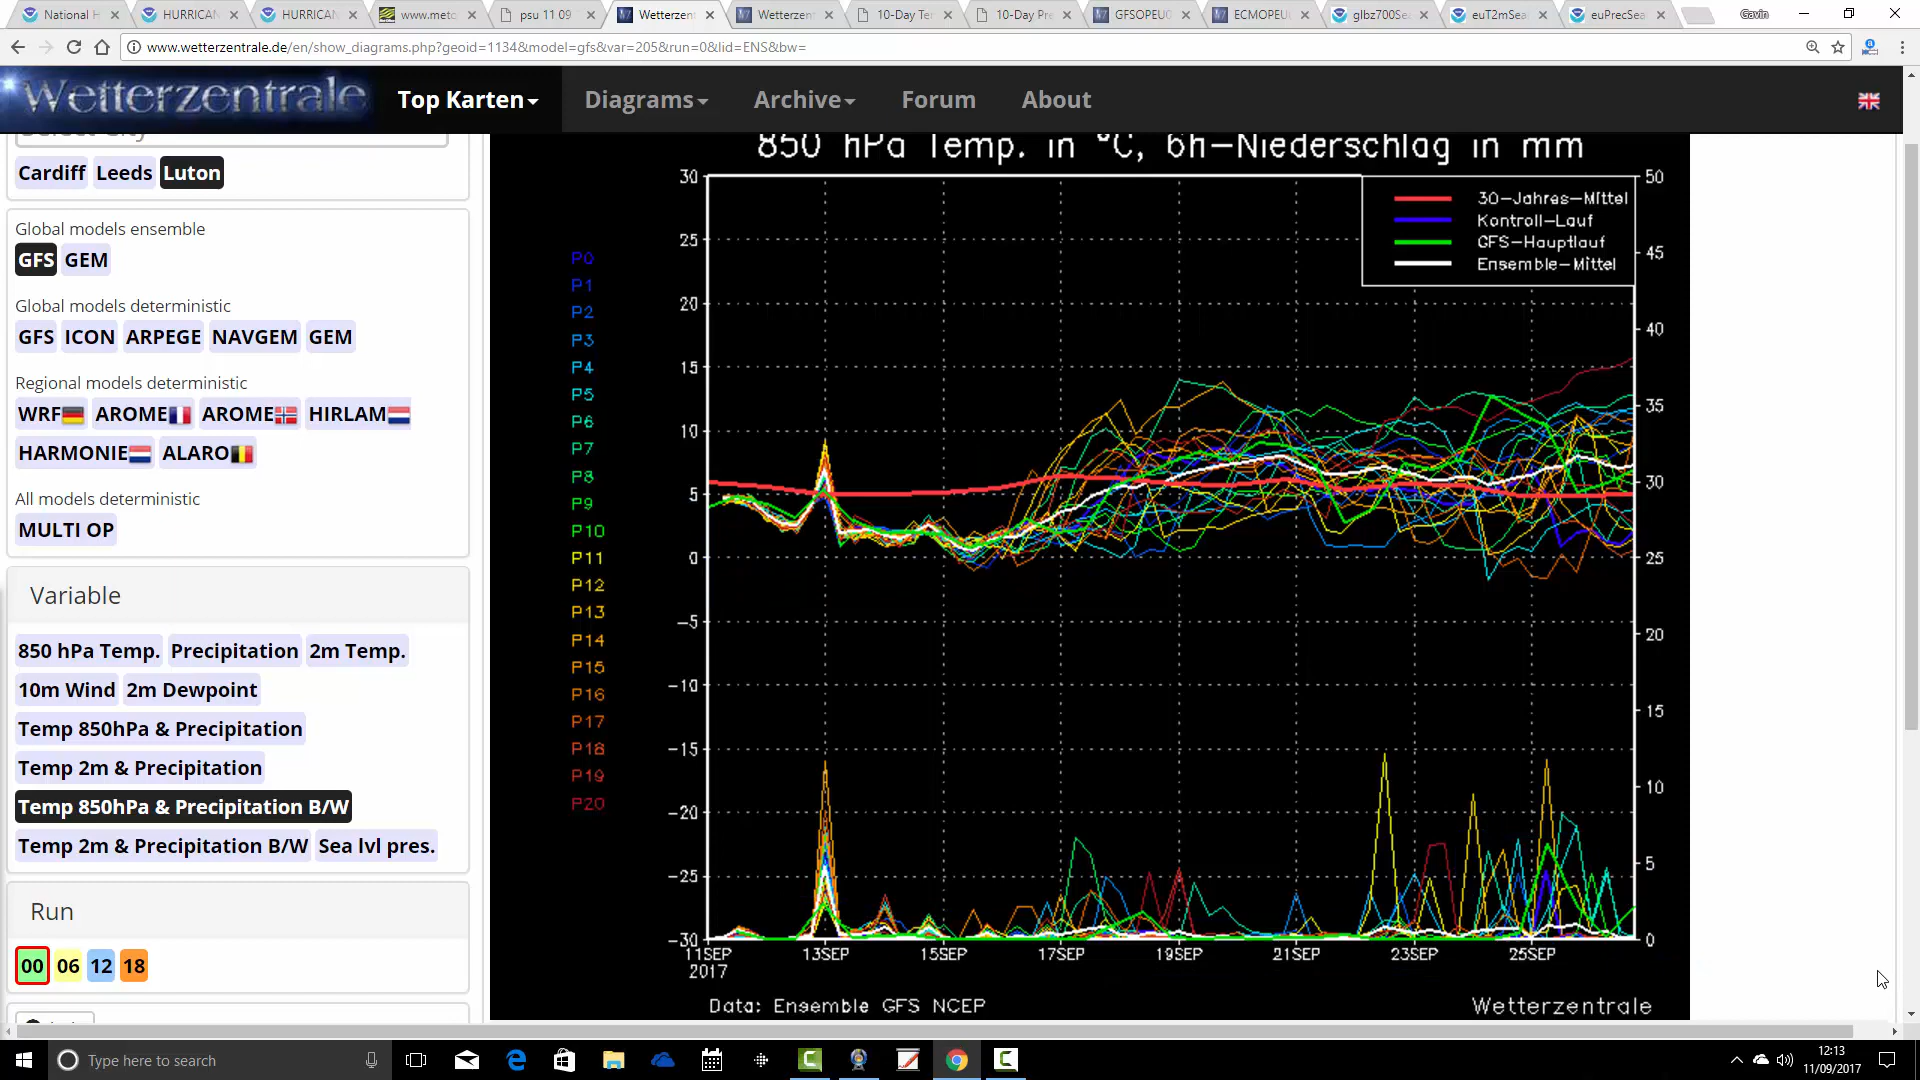 National H
HURRICAN
HURRICAN
www.metc
psu 11 09
Wetterzen
Wetterzen
10-Day Te
10-Day Pr
GFSOPEU
ECMOPEU
glbz700Se
euT2mSea
euPrecSea
Gavin
www.wetterzentrale.de/en/show_diagrams.php?geoid=1134&model=gfs&var=205&run=0&lid=ENS&bw=
Wetterzentrale
Top Karten
Diagrams
Archive
Forum
About
Select City
Cardiff Leeds Luton
Global models ensemble
GFS GEM
Global models deterministic
GFS ICON ARPEGE NAVGEM GEM
Regional models deterministic
WRF AROME AROME HIRLAM
HARMONIE ALARO
All models deterministic
MULTI OP
Variable
850 hPa Temp. Precipitation 2m Temp.
10m Wind 2m Dewpoint
Temp 850hPa & Precipitation
Temp 2m & Precipitation
Temp 850hPa & Precipitation B/W
Temp 2m & Precipitation B/W Sea lvl pres.
Run
00 06 12 18
850 hPa Temp. in °C, 6h-Niederschlag in mm
30-Jahres-Mittel
Kontroll-Lauf
GFS-Hauptlauf
Ensemble-Mittel
P0
P1
P2
P3
P4
P5
P6
P7
P8
P9
P10
P11
P12
P13
P14
P15
P16
P17
P18
P19
P20
30
25
20
15
10
5
0
-5
-10
-15
-20
-25
-30
50
45
40
35
30
25
20
15
10
5
0
11SEP 13SEP 15SEP 17SEP 19SEP 21SEP 23SEP 25SEP
2017
Data: Ensemble GFS NCEP
Wetterzentrale
Type here to search
12:13
11/09/2017